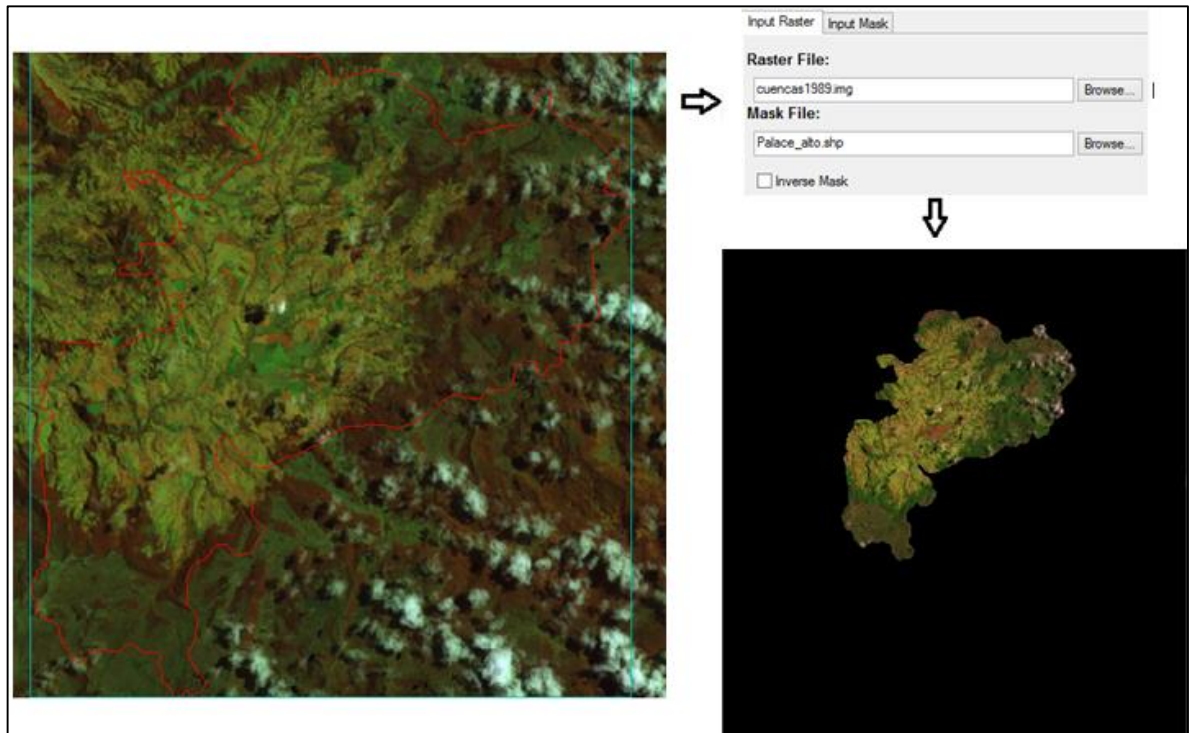 Input Raster
Input Mask
Raster File:
cuencas1989.img
Browse...
Mask File:
Palace_alto.shp
Browse...
Inverse Mask